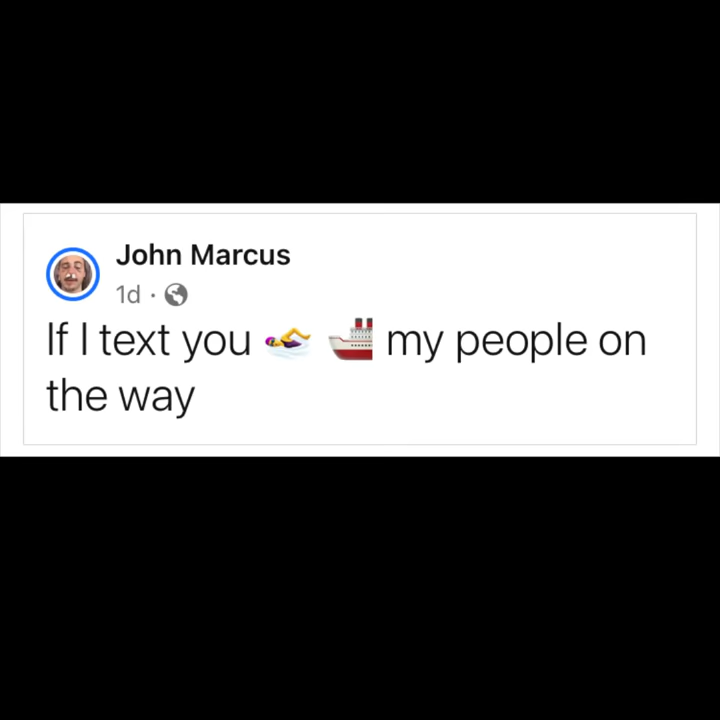 John Marcus
1d ·
If I text you 🏊 🚢 my people on
the way